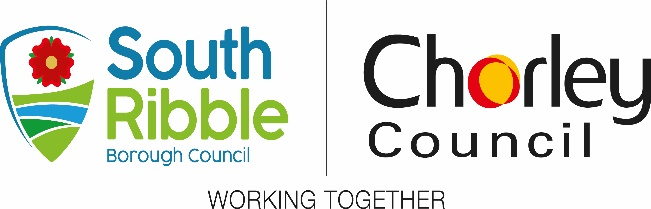 South
Ribble
Borough Council
Chorley
Council
WORKING TOGETHER